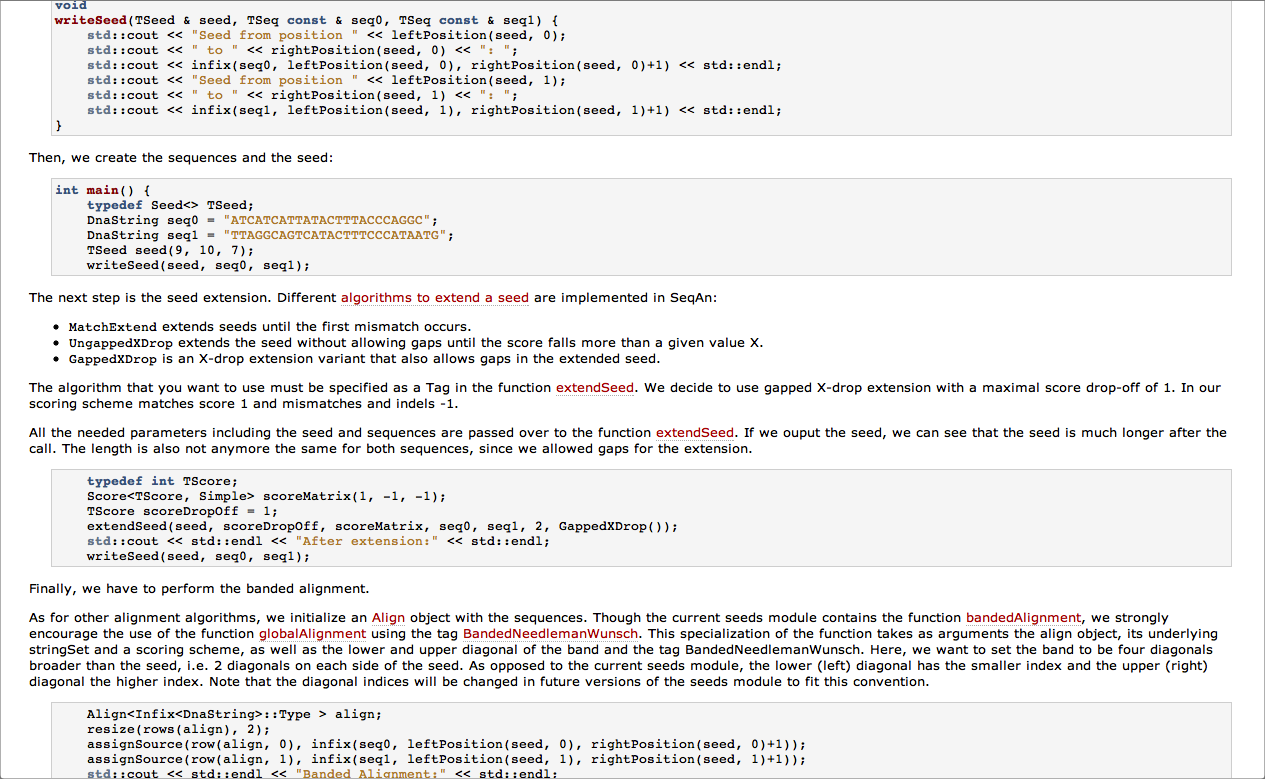 void
writeSeed(TSeed & seed, TSeq const & seq0, TSeq const & seq1) {
    std::cout << "Seed from position " << leftPosition(seed, 0);
    std::cout << " to " << rightPosition(seed, 0) << ": ";
    std::cout << infix(seq0, leftPosition(seed, 0), rightPosition(seed, 0)+1) << std::endl;
    std::cout << "Seed from position " << leftPosition(seed, 1);
    std::cout << " to " << rightPosition(seed, 1) << ": ";
    std::cout << infix(seq1, leftPosition(seed, 1), rightPosition(seed, 1)+1) << std::endl;
}
Then, we create the sequences and the seed:
int main() {
    typedef Seed<> TSeed;
    DnaString seq0 = "ATCATCATTATACTTTACCCAGGC";
    DnaString seq1 = "TTAGGCAGTCATACTTTCCCATAATG";
    TSeed seed(9, 10, 7);
    writeSeed(seed, seq0, seq1);
The next step is the seed extension. Different algorithms to extend a seed are implemented in SeqAn:
• MatchExtend extends seeds until the first mismatch occurs.
• UngappedXDrop extends the seed without allowing gaps until the score falls more than a given value X.
• GappedXDrop is an X-drop extension variant that also allows gaps in the extended seed.
The algorithm that you want to use must be specified as a Tag in the function extendSeed. We decide to use gapped X-drop extension with a maximal score drop-off of 1. In our
scoring scheme matches score 1 and mismatches and indels -1.
All the needed parameters including the seed and sequences are passed over to the function extendSeed. If we ouput the seed, we can see that the seed is much longer after the
call. The length is also not anymore the same for both sequences, since we allowed gaps for the extension.
    typedef int TScore;
    Score<TScore, Simple> scoreMatrix(1, -1, -1);
    TScore scoreDropOff = 1;
    extendSeed(seed, scoreDropOff, scoreMatrix, seq0, seq1, 2, GappedXDrop());
    std::cout << std::endl << "After extension:" << std::endl;
    writeSeed(seed, seq0, seq1);
Finally, we have to perform the banded alignment.
As for other alignment algorithms, we initialize an Align object with the sequences. Though the current seeds module contains the function bandedAlignment, we strongly
encourage the use of the function globalAlignment using the tag BandedNeedlemanWunsch. This specialization of the function takes as arguments the align object, its underlying
stringSet and a scoring scheme, as well as the lower and upper diagonal of the band and the tag BandedNeedlemanWunsch. Here, we want to set the band to be four diagonals
broader than the seed, i.e. 2 diagonals on each side of the seed. As opposed to the current seeds module, the lower (left) diagonal has the smaller index and the upper (right)
diagonal the higher index. Note that the diagonal indices will be changed in future versions of the seeds module to fit this convention.
    Align<Infix<DnaString>::Type > align;
    resize(rows(align), 2);
    assignSource(row(align, 0), infix(seq0, leftPosition(seed, 0), rightPosition(seed, 0)+1));
    assignSource(row(align, 1), infix(seq1, leftPosition(seed, 1), rightPosition(seed, 1)+1));
    std::cout << std::endl << "Banded Alignment:" << std::endl;